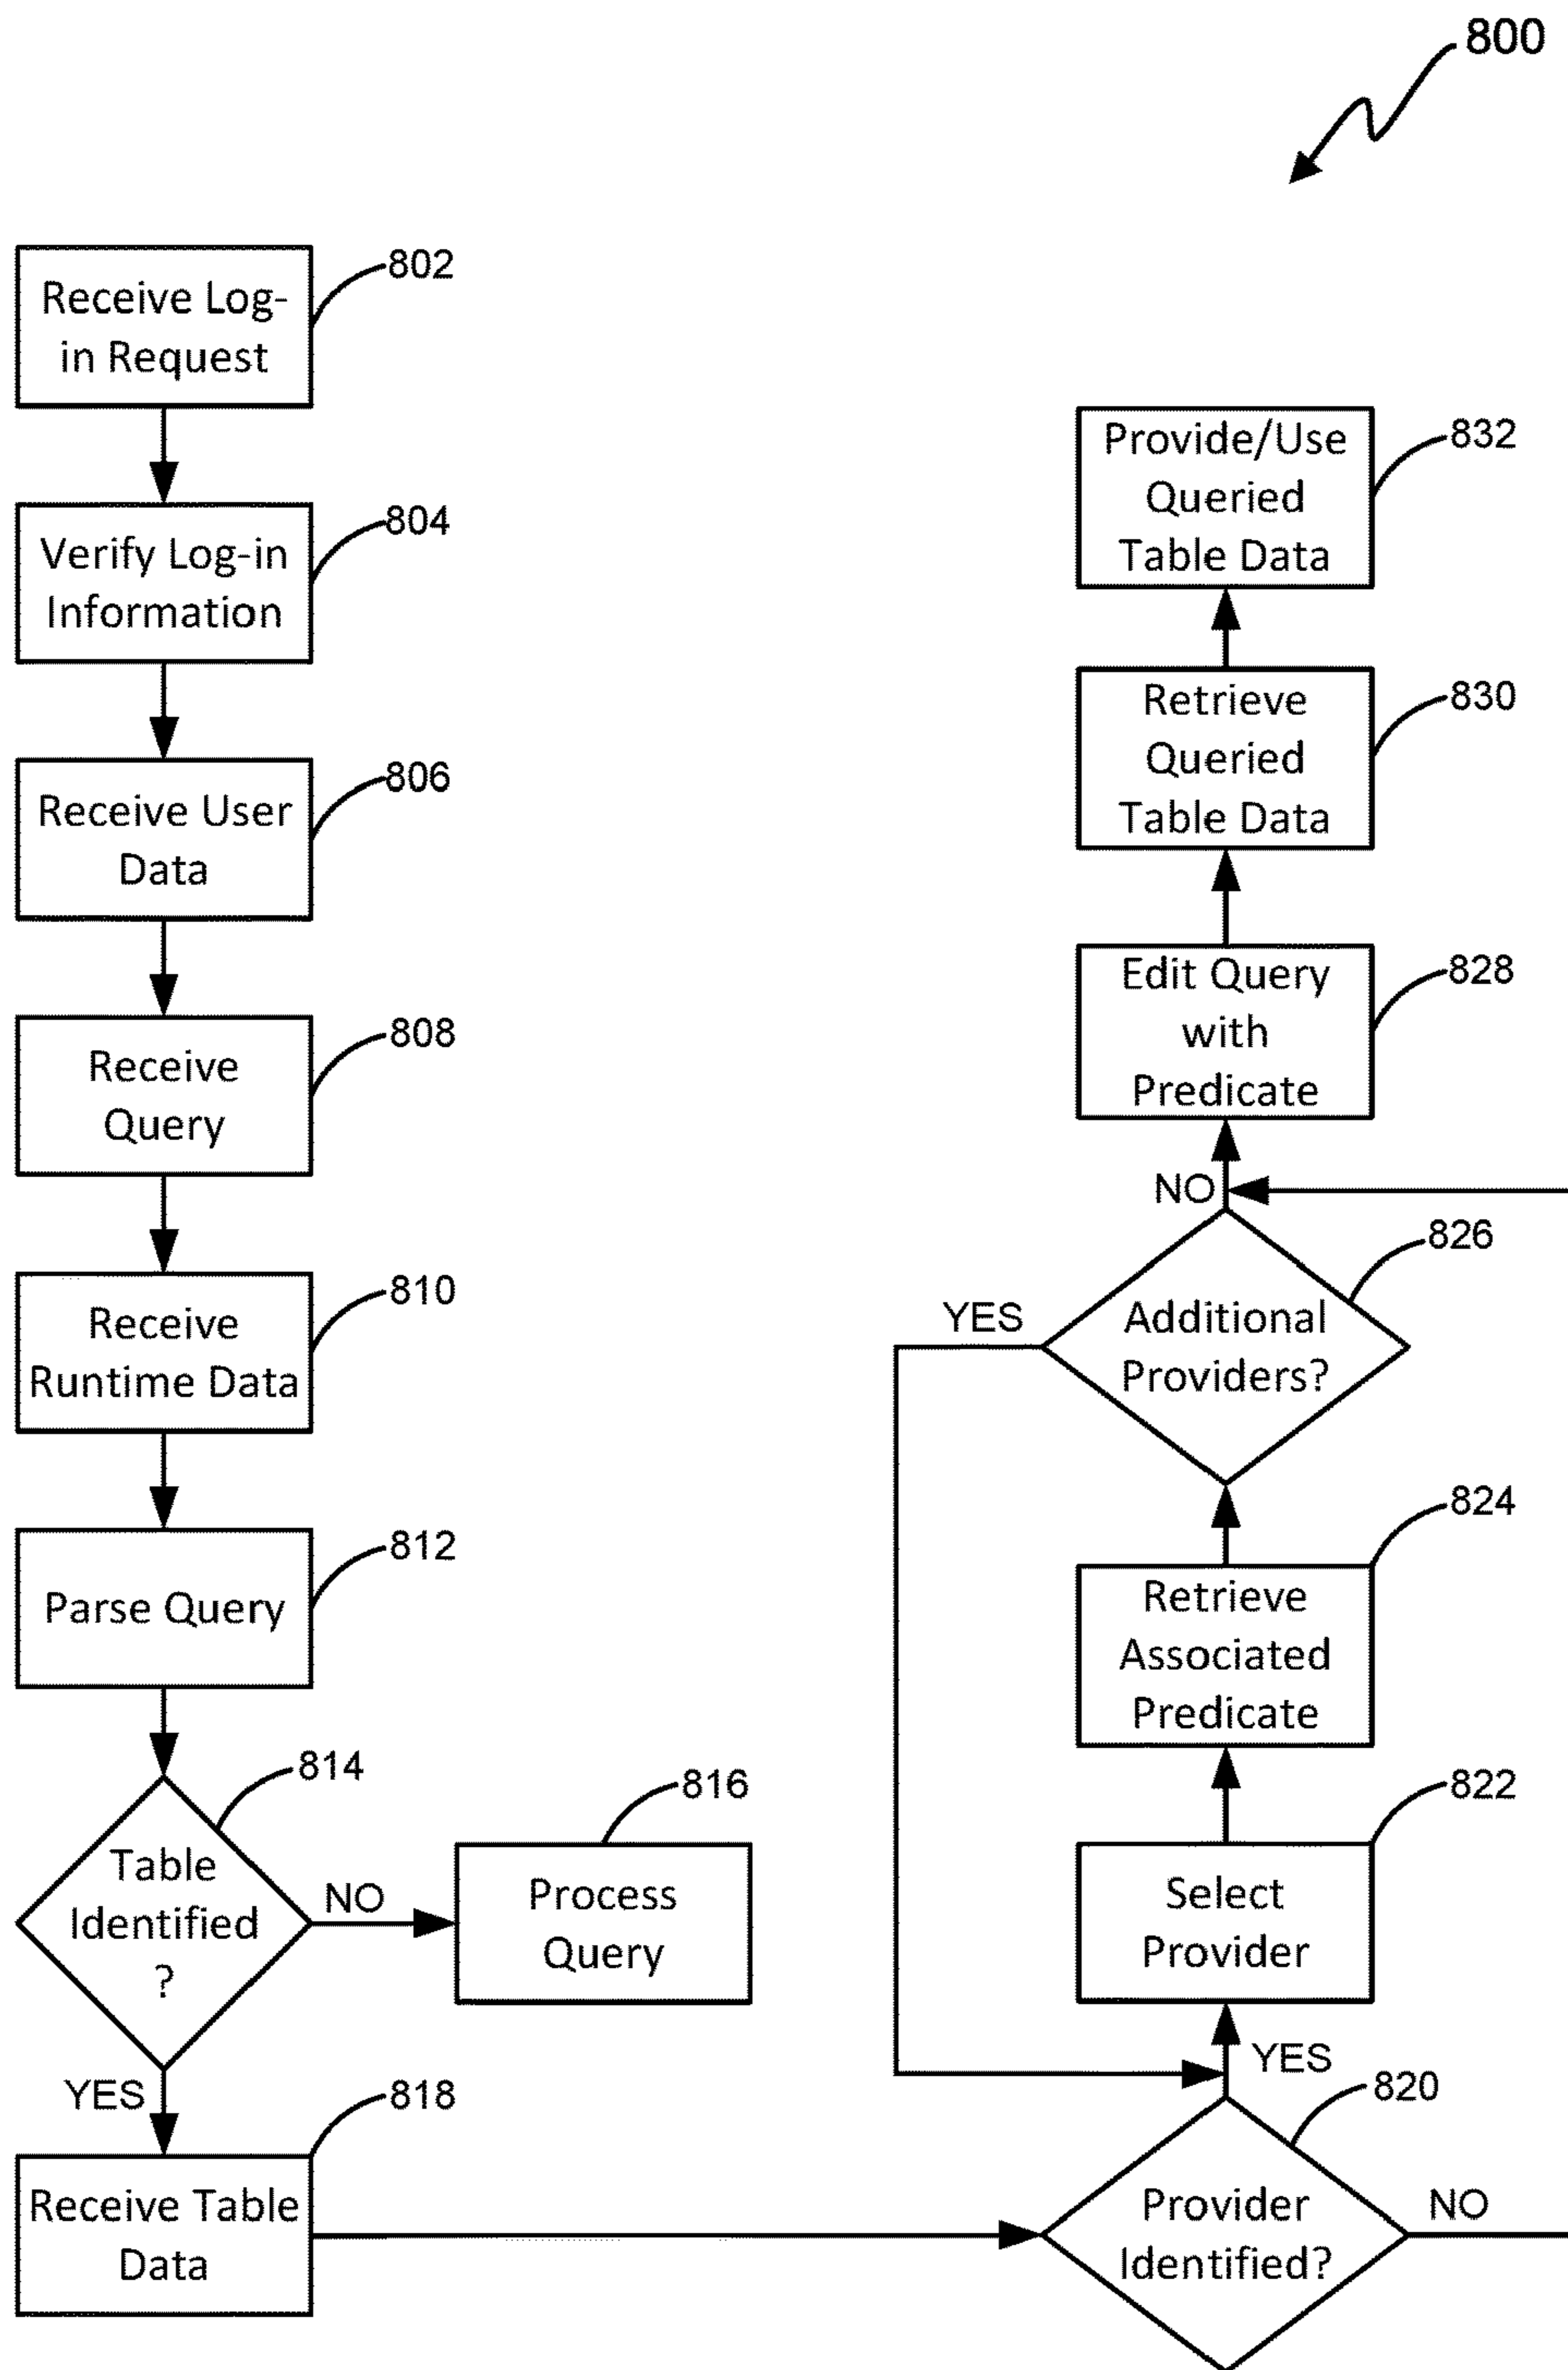 800
Receive Log-
in Request
802
Verify Log-in
Information
804
Receive User
Data
806
Receive
Query
808
Receive
Runtime Data
810
Parse Query
812
Table
Identified
?
814
NO
Process
Query
816
YES
Receive Table
Data
818
Provider
Identified?
820
NO
YES
Select
Provider
822
Retrieve
Associated
Predicate
824
Additional
Providers?
826
YES
NO
Edit Query
with
Predicate
828
Retrieve
Queried
Table Data
830
Provide/Use
Queried
Table Data
832